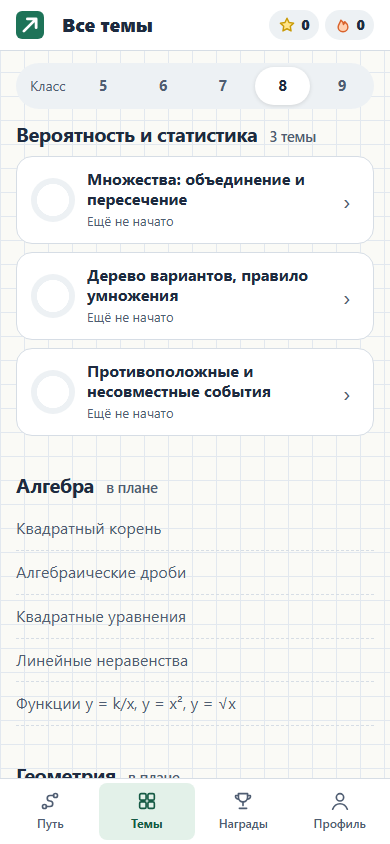 Все темы
0
0
Класс 5 6 7 8 9
Вероятность и статистика 3 темы
Множества: объединение и
пересечение
Ещё не начато
Дерево вариантов, правило
умножения
Ещё не начато
Противоположные и
несовместные события
Ещё не начато
Алгебра в плане
Квадратный корень
Алгебраические дроби
Квадратные уравнения
Линейные неравенства
Функции y = k/x, y = x², y = √x
Геометрия в плане
Путь
Темы
Награды
Профиль